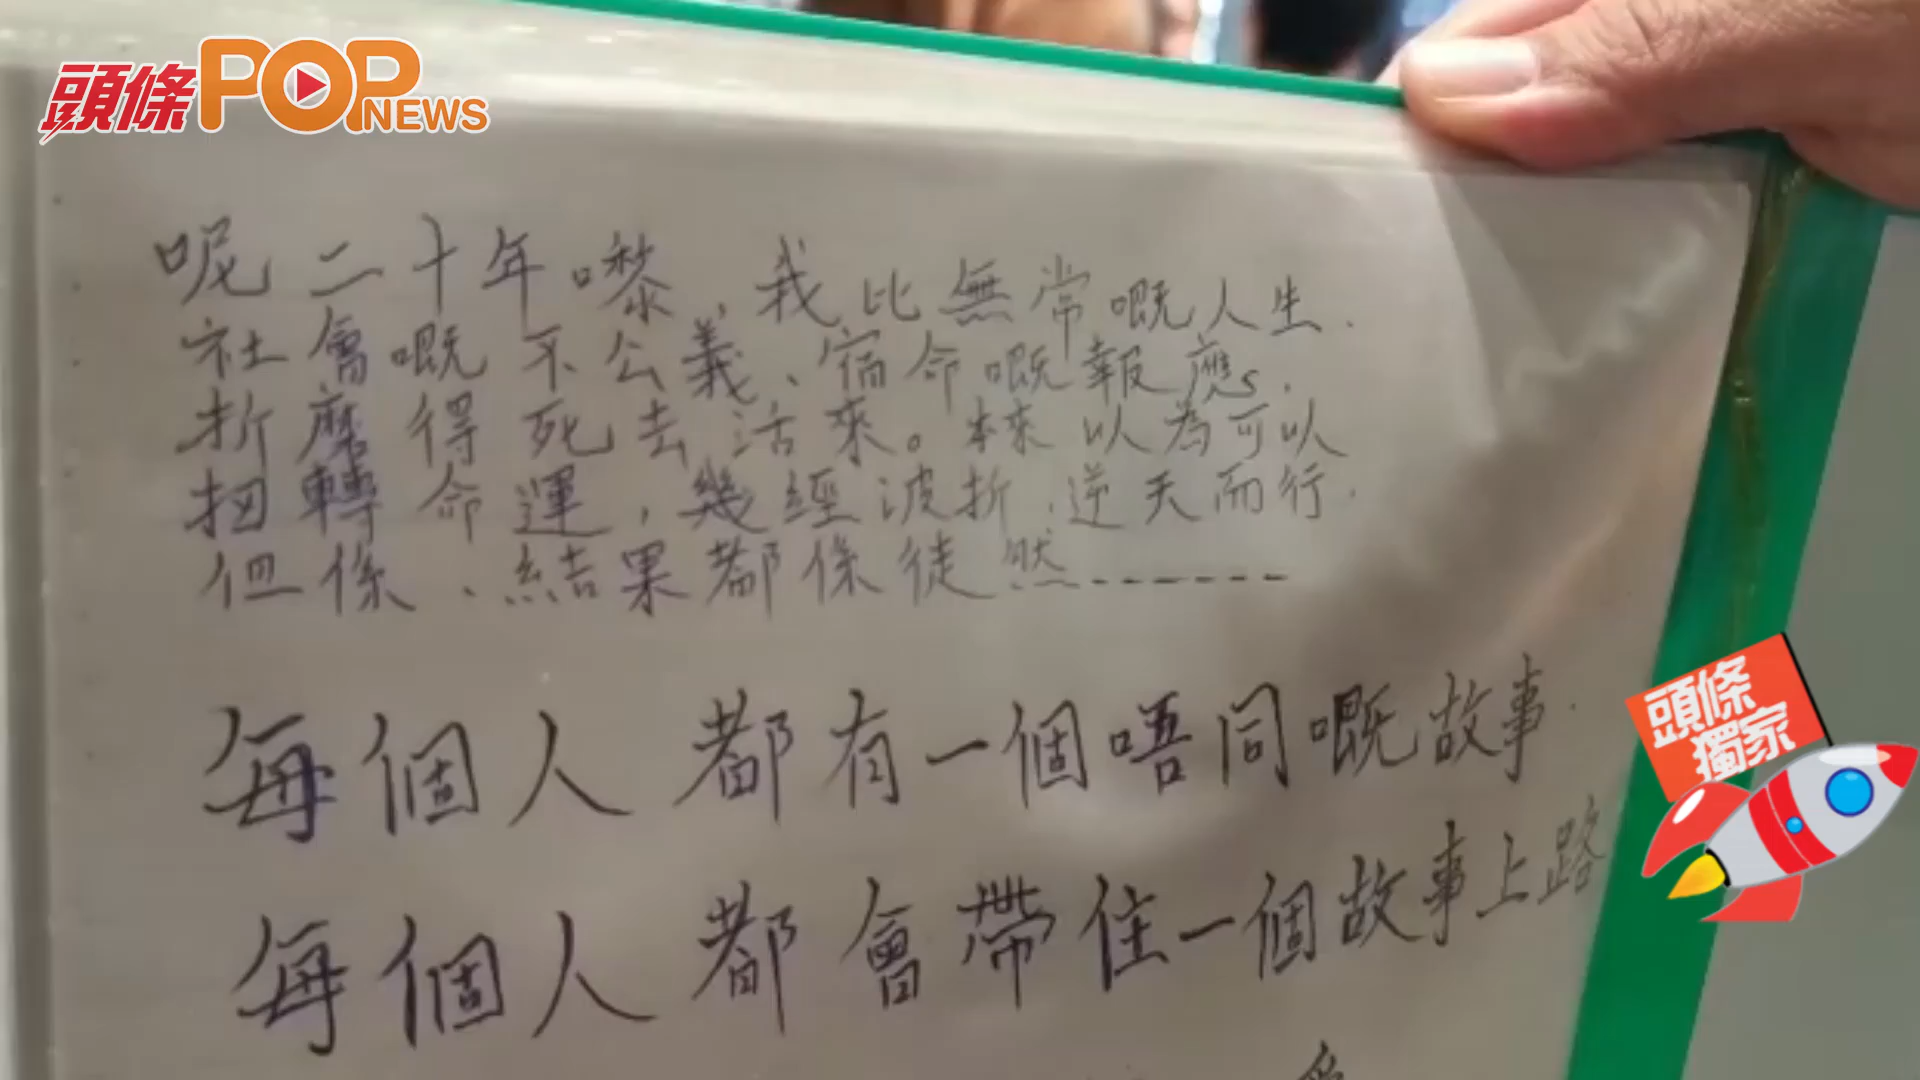 頭條POPNEWS
呢二十年嚟,我比無常嘅人生.
社會嘅不公義、宿命嘅報應.
折磨得死去活來。本來以為可以
扭轉命運,幾經波折,逆天而行.
但係、結果都係徒然-------
每個人都有一個唔同嘅故事.
每個人都會帶住一個故事上路
頭條
獨家